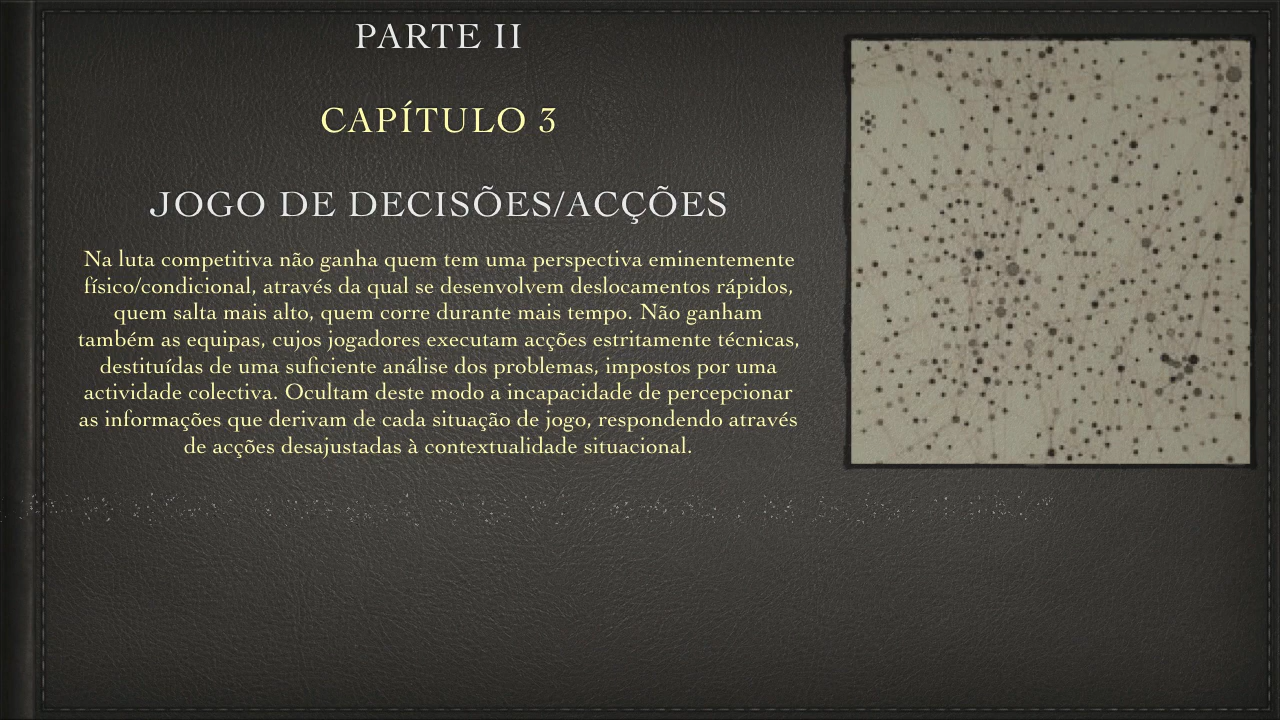 PARTE II
CAPÍTULO 3
JOGO DE DECISÕES/ACÇÕES
Na luta competitiva não ganha quem tem uma perspectiva eminentemente
físico/condicional, através da qual se desenvolvem deslocamentos rápidos,
quem salta mais alto, quem corre durante mais tempo. Não ganham
também as equipas, cujos jogadores executam acções estritamente técnicas,
destituídas de uma suficiente análise dos problemas, impostos por uma
actividade colectiva. Ocultam deste modo a incapacidade de percepcionar
as informações que derivam de cada situação de jogo, respondendo através
de acções desajustadas à contextualidade situacional.